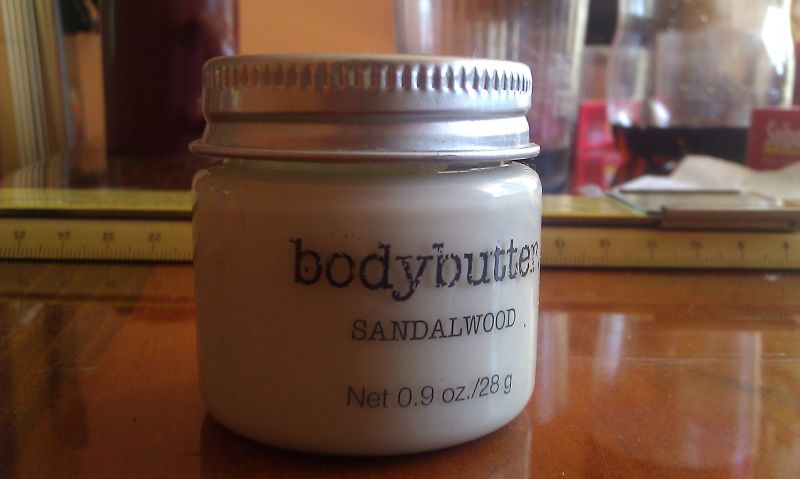 bodybutter
SANDALWOOD
Net 0.9 oz./28 g